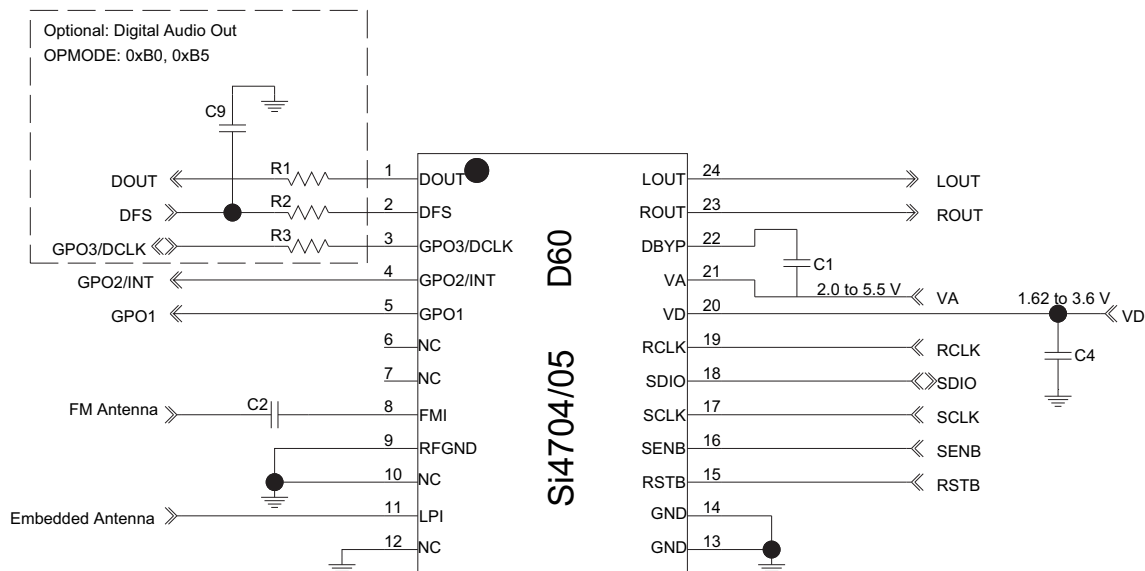 Optional: Digital Audio Out
OPMODE: 0xB0, 0xB5
C9
DOUT R1 1 DOUT
DFS R2 2 DFS
GPO3/DCLK R3 3 GPO3/DCLK
GPO2/INT 4 GPO2/INT
GPO1 5 GPO1
6 NC
7 NC
FM Antenna C2 8 FMI
9 RFGND
10 NC
Embedded Antenna 11 LPI
12 NC
Si4704/05 D60
LOUT 24 LOUT
ROUT 23 ROUT
DBYP 22
C1
VA 21 2.0 to 5.5 V VA
VD 20 1.62 to 3.6 V VD
C4
RCLK 19 RCLK
SDIO 18 SDIO
SCLK 17 SCLK
SENB 16 SENB
RSTB 15 RSTB
GND 14
GND 13